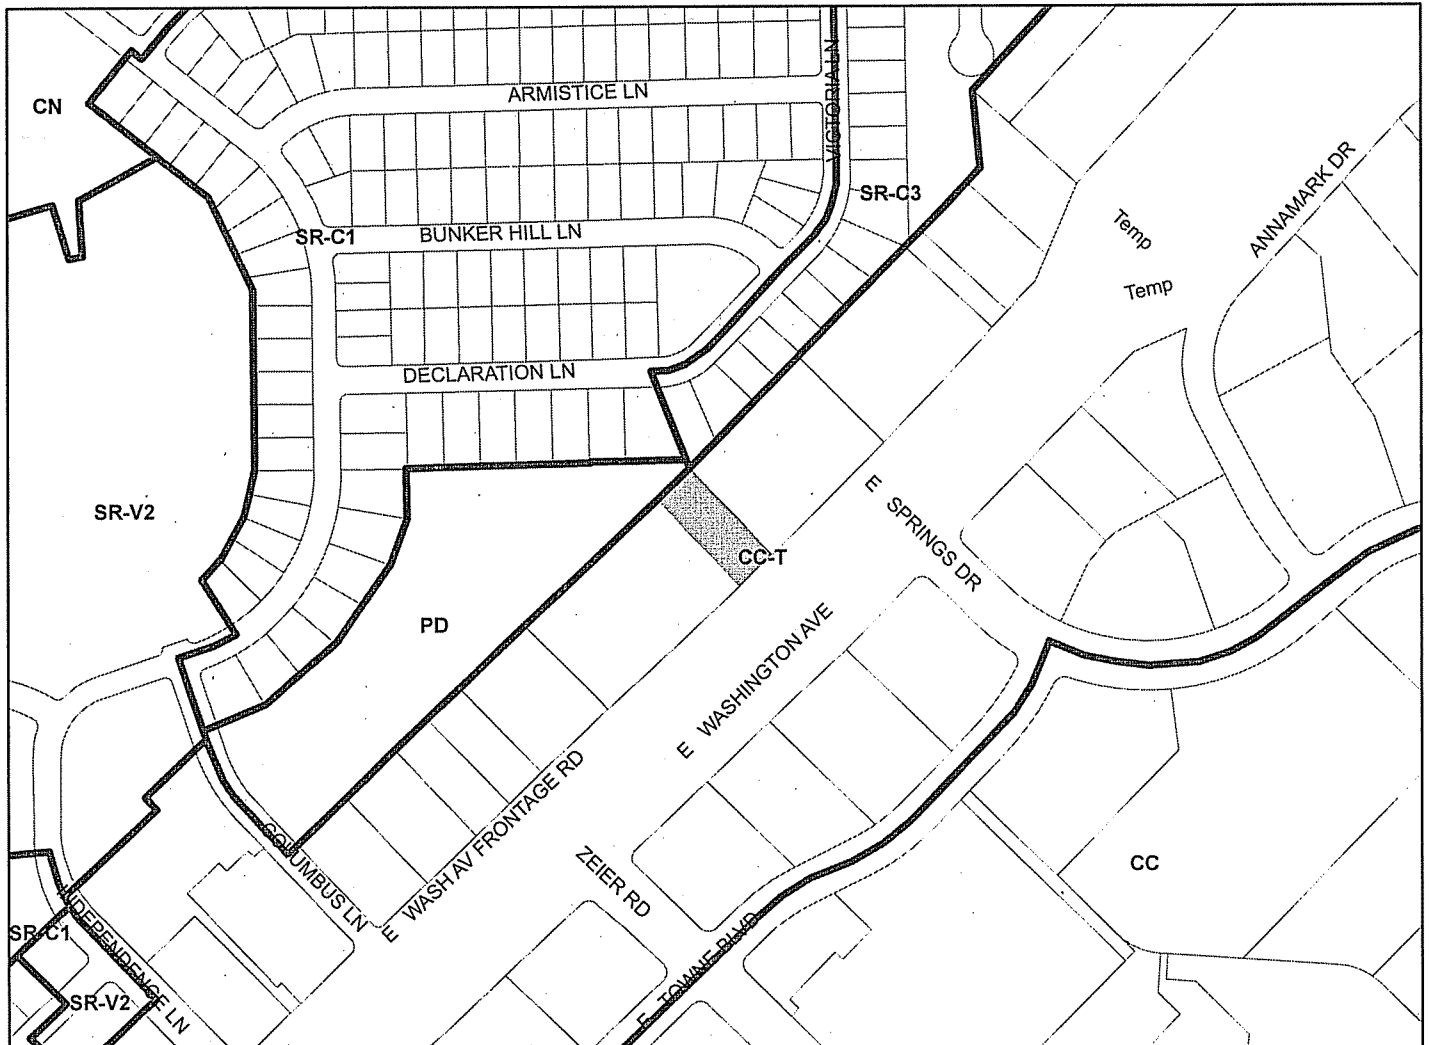 CN
ARMISTICE LN
VICTORIA LN
SR-C3
ANNAMARK DR
Temp
SR-C1
BUNKER HILL LN
Temp
DECLARATION LN
SR-V2
E SPRINGS DR
CC-T
PD
E WASHINGTON AVE
E WASH AV FRONTAGE RD
COLUMBUS LN
ZEIER RD
CC
SR-C1
INDEPENDENCE LN
E TOWNE BLVD
SR-V2